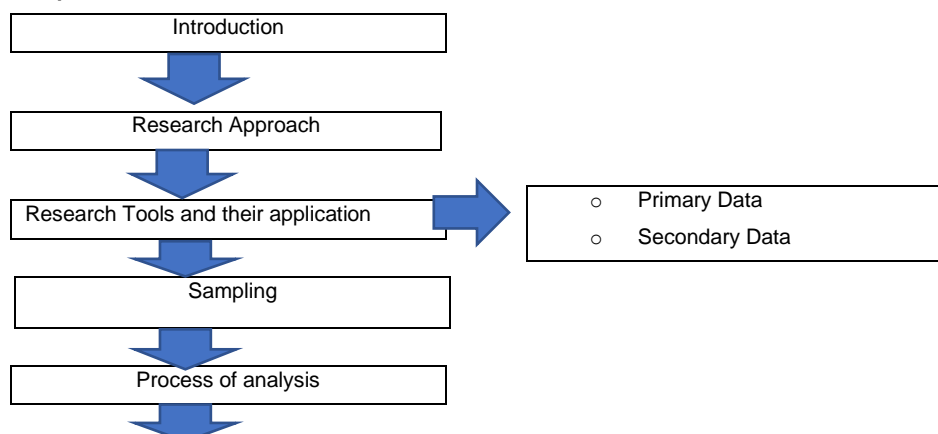 Introduction
Research Approach
Research Tools and their application
○ Primary Data
○ Secondary Data
Sampling
Process of analysis